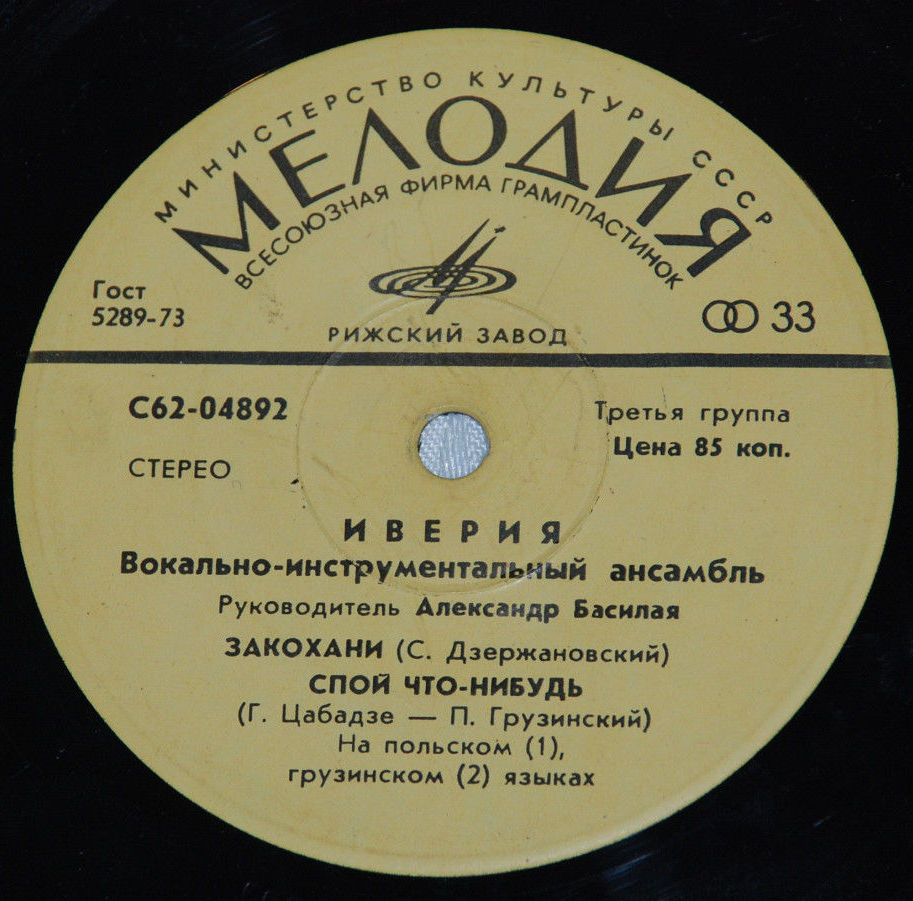 МИНИСТЕРСТВО КУЛЬТУРЫ СССР
МЕЛОДИЯ
ВСЕСОЮЗНАЯ ФИРМА ГРАМПЛАСТИНОК
Гост
5289-73
33
РИЖСКИЙ ЗАВОД
С62-04892
Третья группа
Цена 85 коп.
СТЕРЕО
ИВЕРИЯ
Вокально-инструментальный ансамбль
Руководитель Александр Басилая
ЗАКОХАНИ (С. Дзержановский)
СПОЙ ЧТО-НИБУДЬ
(Г. Цабадзе — П. Грузинский)
На польском (1),
грузинском (2) языках